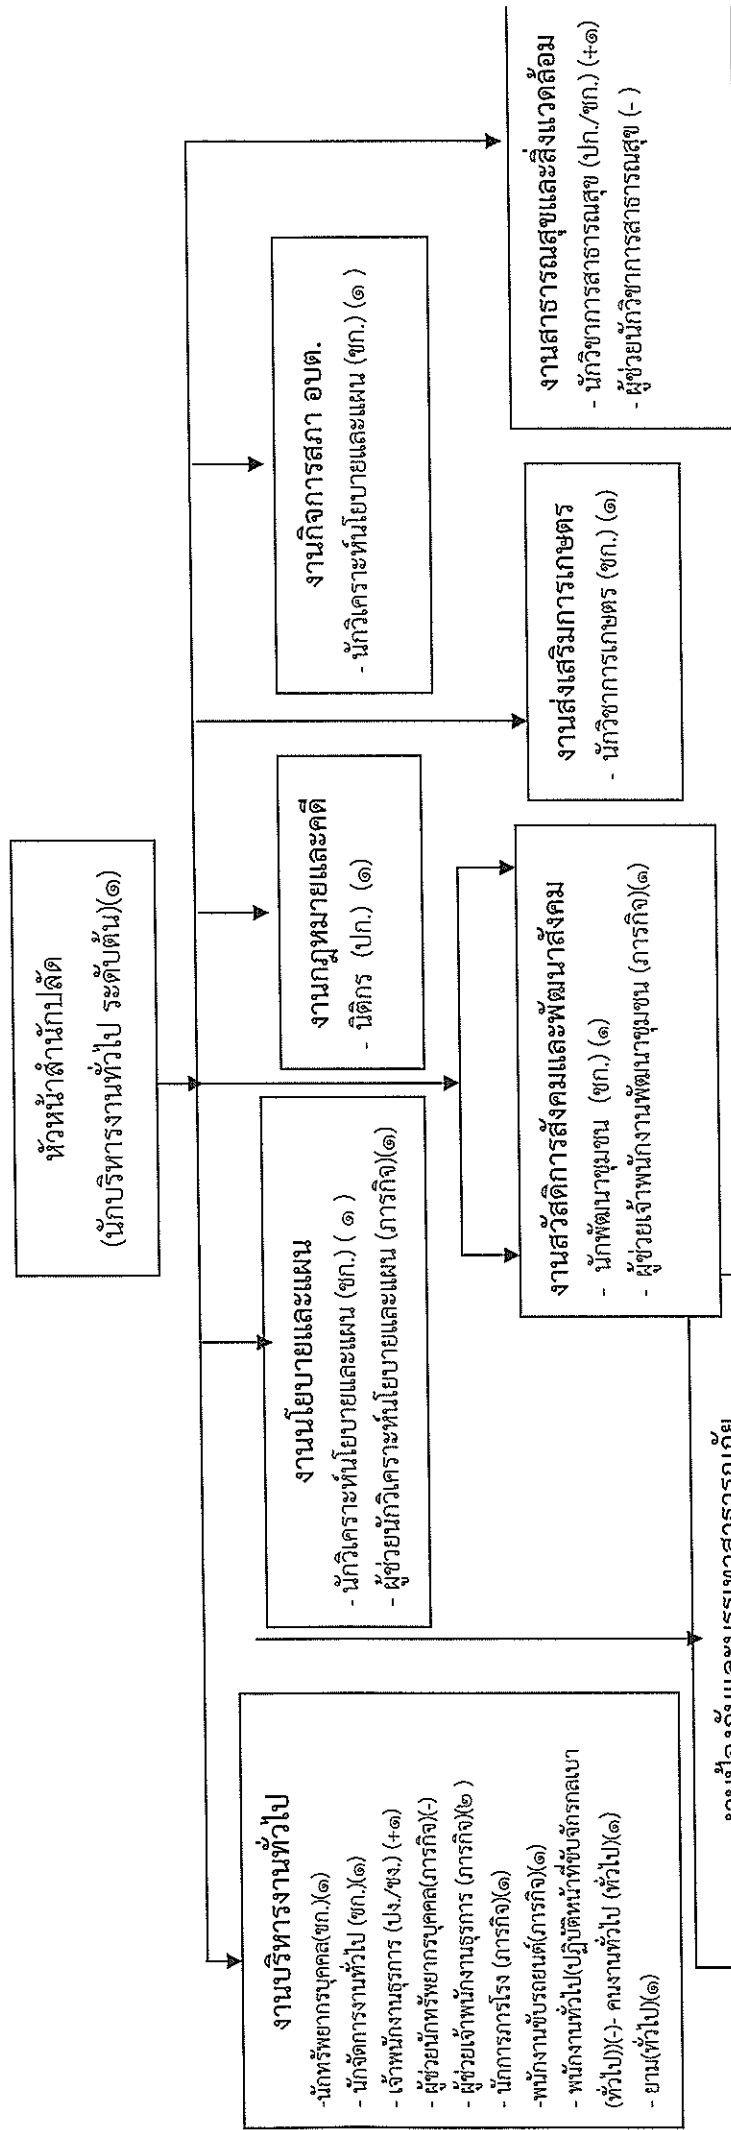 หัวหน้าสำนักปลัด
(นักบริหารงานทั่วไป ระดับต้น)(๑)
งานบริหารงานทั่วไป
-นักทรัพยากรบุคคล(ชก.)(๑)
- นักจัดการงานทั่วไป (ชก.)(๑)
- เจ้าพนักงานธุรการ (ปง./ชง.) (+๑)
- ผู้ช่วยนักทรัพยากรบุคคล(ภารกิจ)(-)
- ผู้ช่วยเจ้าพนักงานธุรการ (ภารกิจ)(๒ )
- นักการภารโรง (ภารกิจ)(๑)
-พนักงานขับรถยนต์(ภารกิจ)(๑)
- พนักงานทั่วไป(ปฏิบัติหน้าที่ขับจักรกลเบา
(ทั่วไป))(-)- คนงานทั่วไป (ทั่วไป)(๑)
- ยาม(ทั่วไป)(๑)
งานนโยบายและแผน
- นักวิเคราะห์นโยบายและแผน (ชก.) ( ๑ )
- ผู้ช่วยนักวิเคราะห์นโยบายและแผน (ภารกิจ)(๑)
งานกฎหมายและคดี
- นิติกร (ปก.) (๑)
งานกิจการสภา อบต.
- นักวิเคราะห์นโยบายและแผน (ชก.) (๑ )
งานสวัสดิการสังคมและพัฒนาสังคม
- นักพัฒนาชุมชน (ชก.) (๑)
- ผู้ช่วยเจ้าพนักงานพัฒนาชุมชน (ภารกิจ)(๑)
งานส่งเสริมการเกษตร
- นักวิชาการเกษตร (ชก.) (๑)
งานสาธารณสุขและสิ่งแวดล้อม
- นักวิชาการสาธารณสุข (ปก./ชก.) (+๑)
- ผู้ช่วยนักวิชาการสาธารณสุข (- )
งานป้องกันและบรรเทาสาธารณภัย